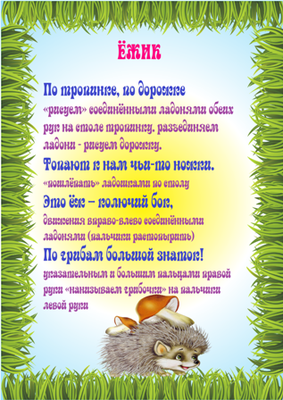 ЁЖИК
По тропинке, по дорожке
«рисуем» соединёнными ладонями обеих
рук на столе тропинку, разъединяем
ладони - рисуем дорожку.
Топают к нам чьи-то ножки.
«пошлёпать» ладошками по столу
Это ёж – колючий бок,
движения вправо-влево соединёнными
ладонями (пальчики растопырить)
По грибам большой знаток!
указательным и большим пальцами правой
руки «нанизываем грибочки» на пальчики
левой руки